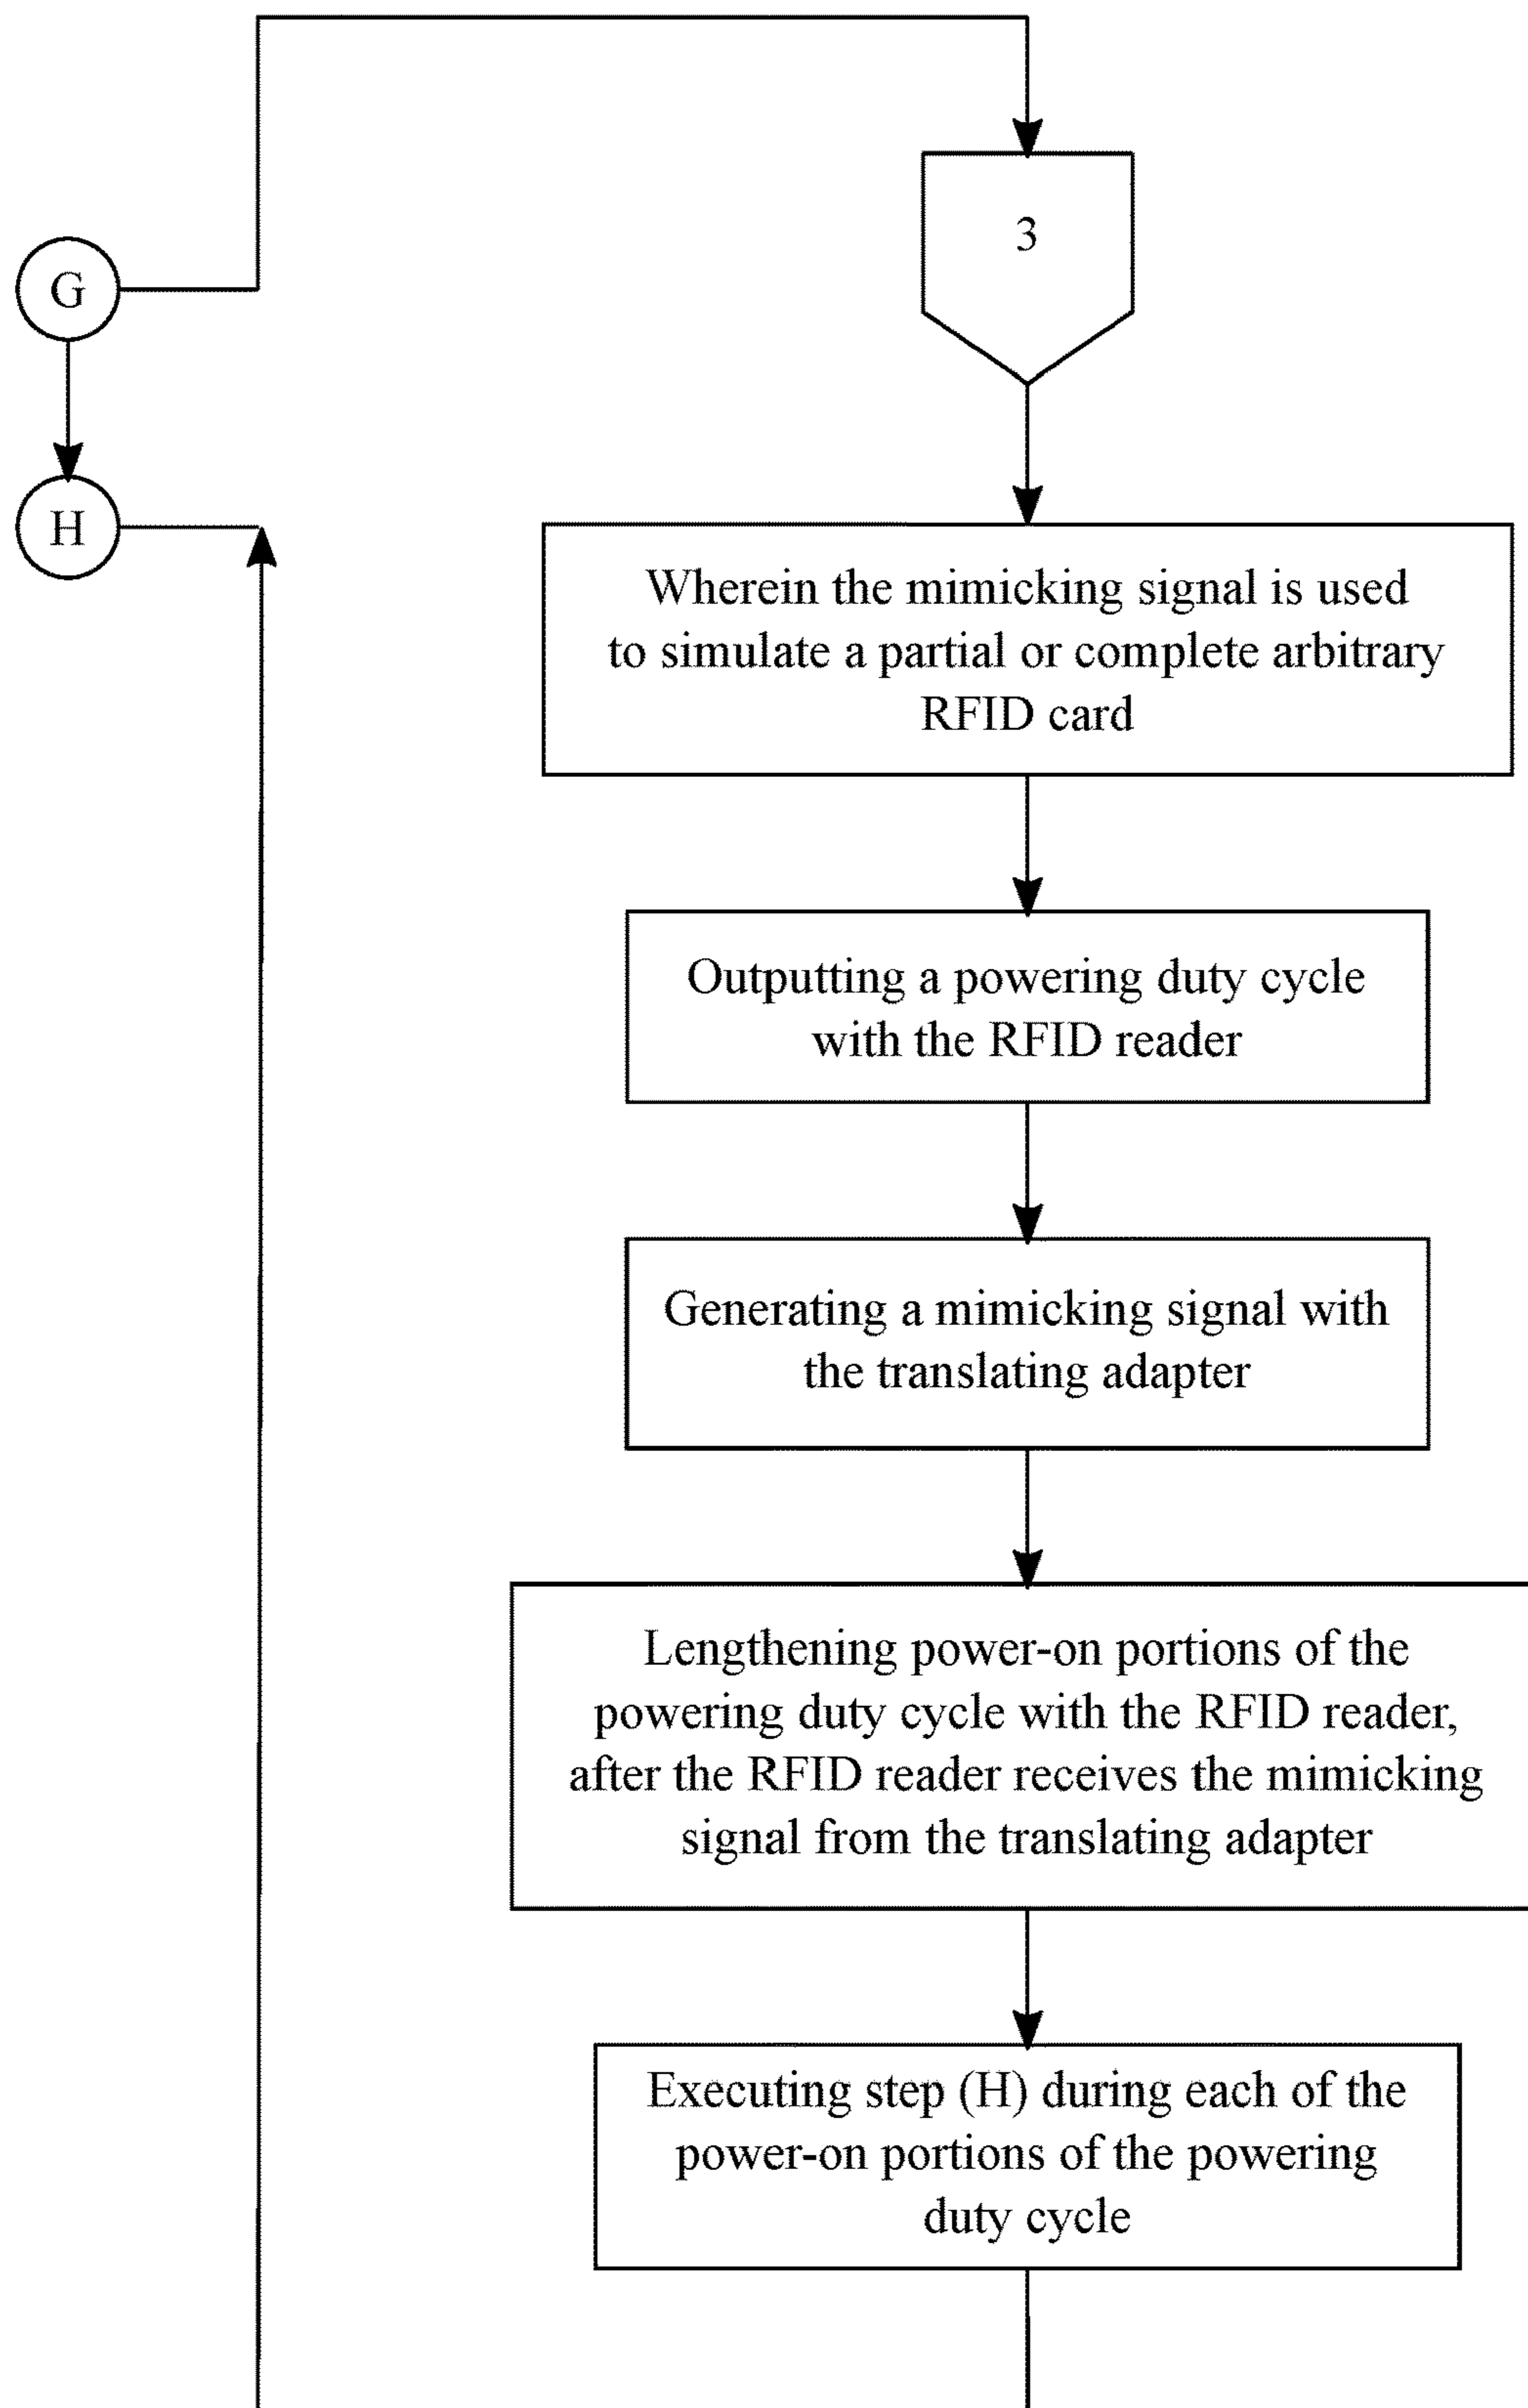 3
G
H
Wherein the mimicking signal is used
to simulate a partial or complete arbitrary
RFID card
Outputting a powering duty cycle
with the RFID reader
Generating a mimicking signal with
the translating adapter
Lengthening power-on portions of the
powering duty cycle with the RFID reader,
after the RFID reader receives the mimicking
signal from the translating adapter
Executing step (H) during each of the
power-on portions of the powering
duty cycle